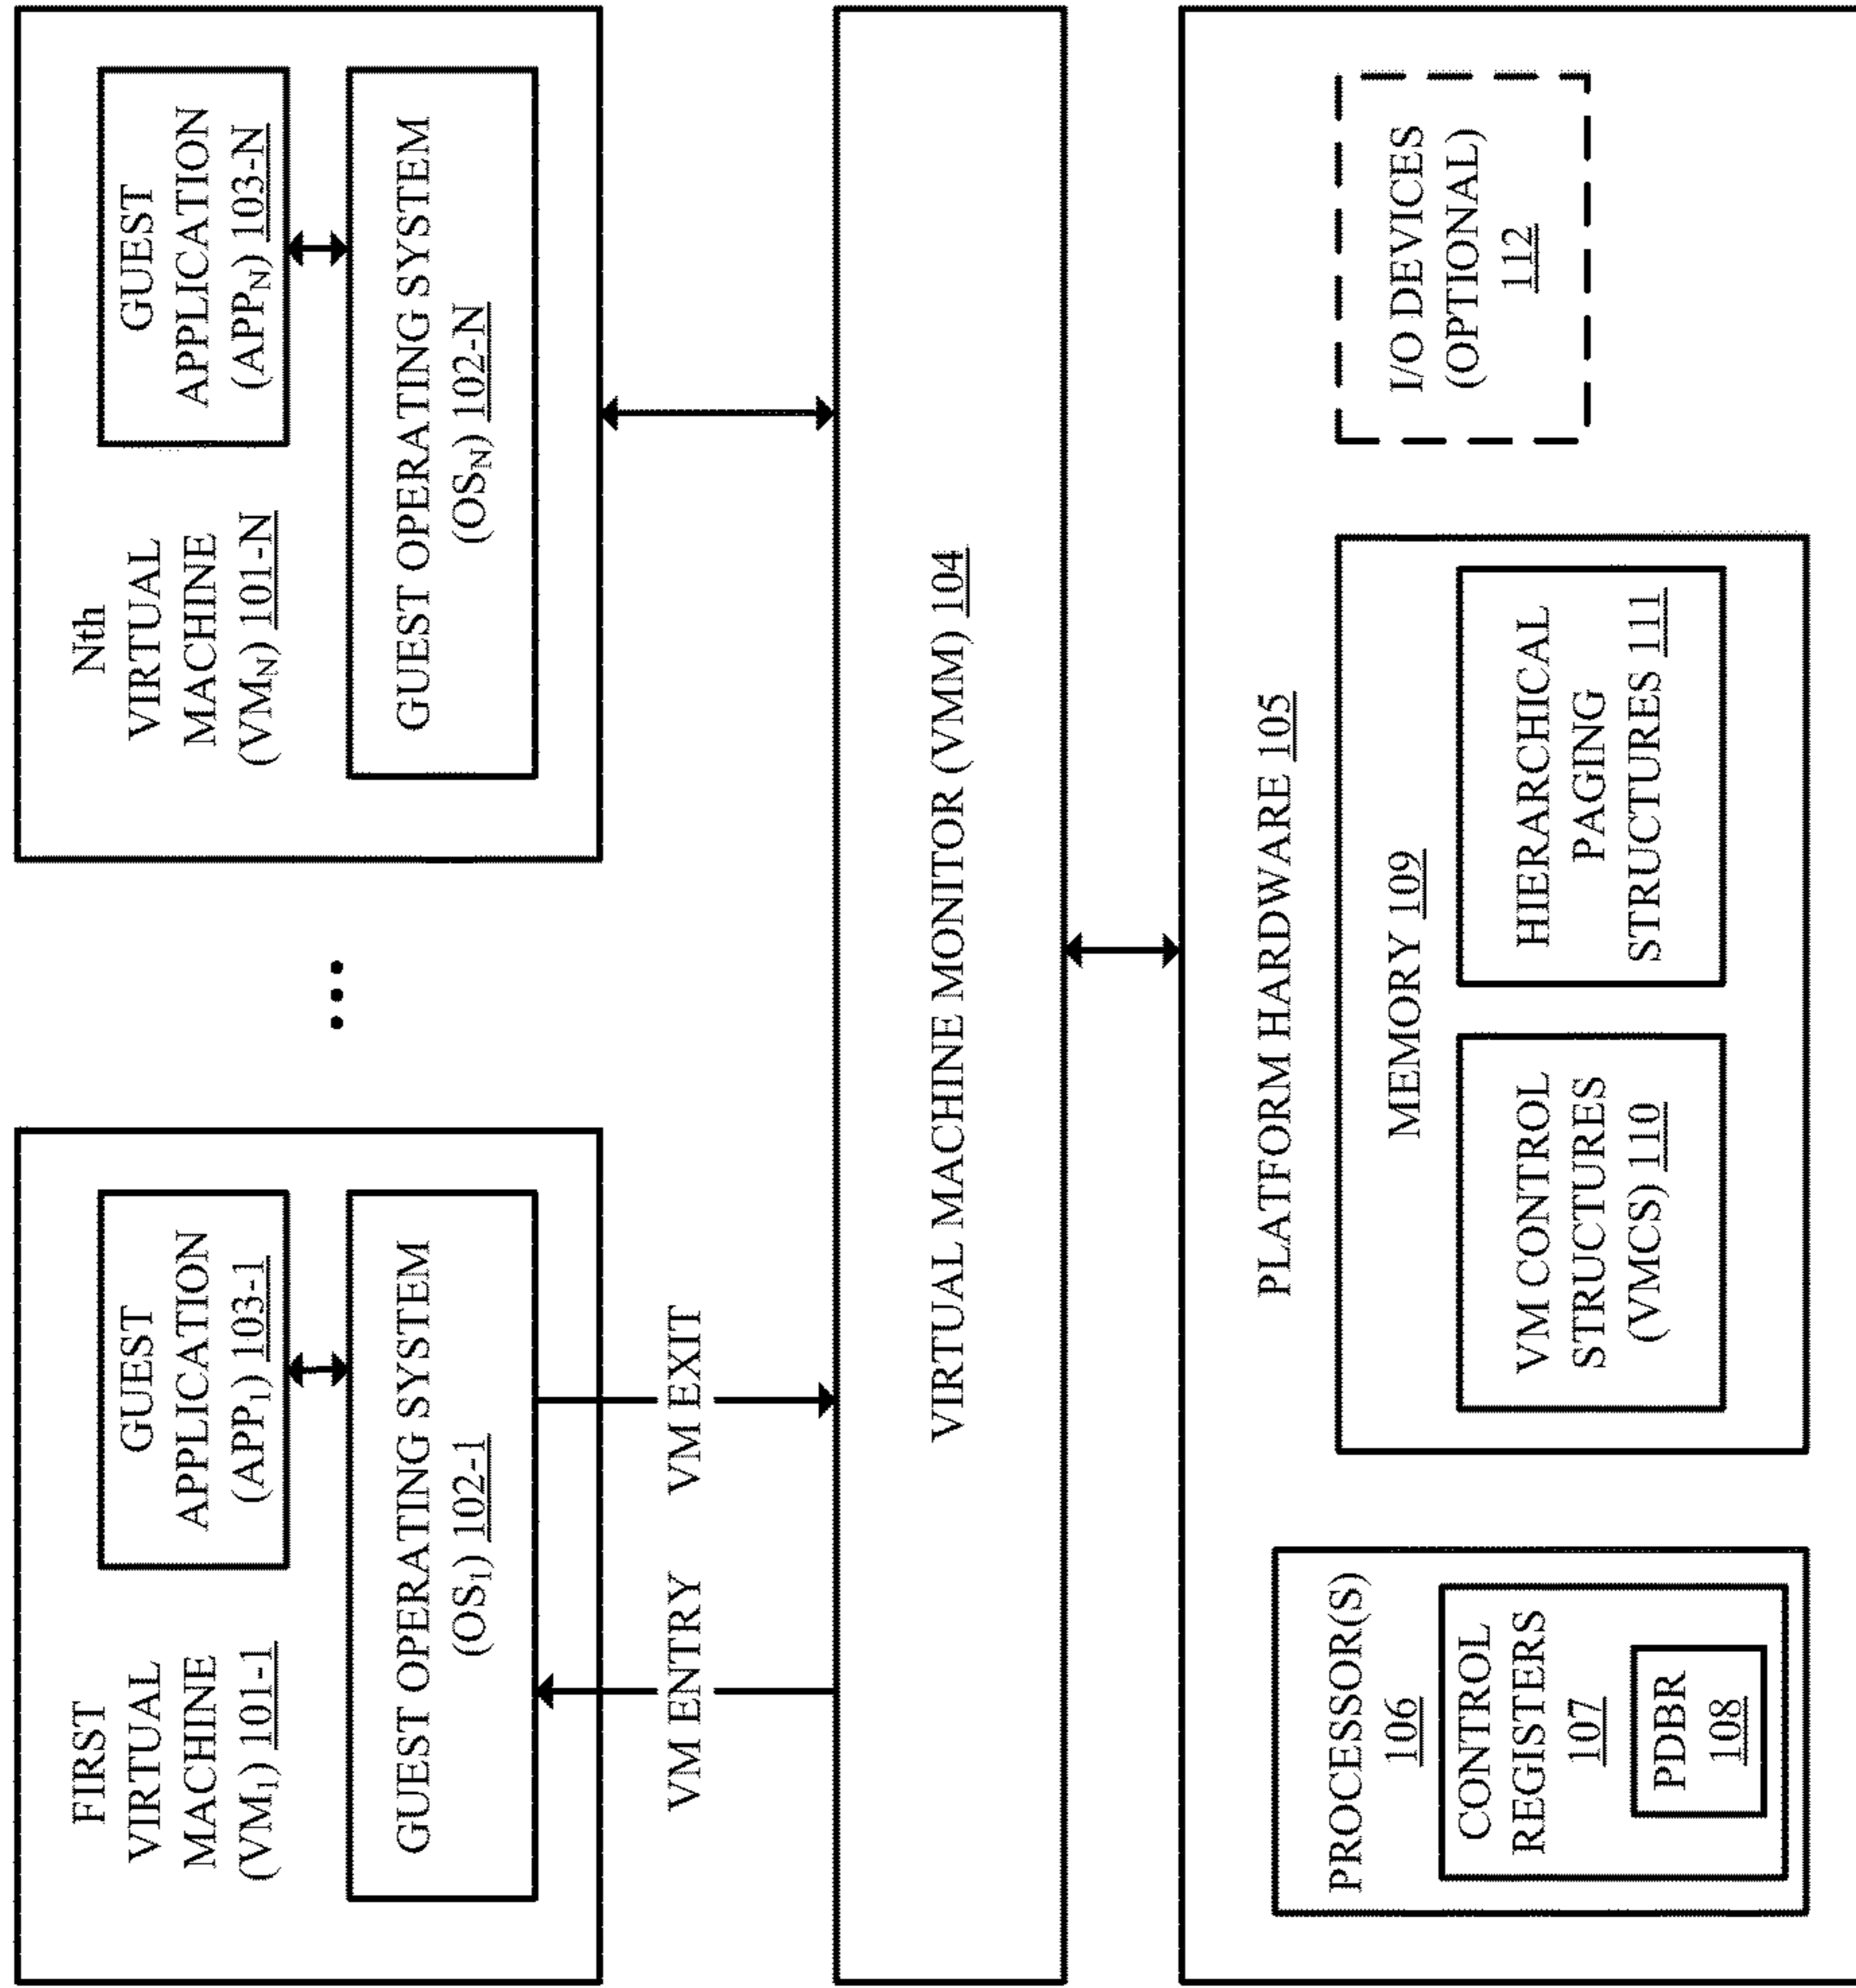 FIRST
VIRTUAL
MACHINE
(VM₁) 101-1
GUEST
APPLICATION
(APP₁) 103-1
GUEST OPERATING SYSTEM
(OS₁) 102-1
Nth
VIRTUAL
MACHINE
(VM_N) 101-N
GUEST
APPLICATION
(APP_N) 103-N
GUEST OPERATING SYSTEM
(OS_N) 102-N
VM ENTRY
VM EXIT
VIRTUAL MACHINE MONITOR (VMM) 104
PLATFORM HARDWARE 105
PROCESSOR(S)
106
CONTROL
REGISTERS
107
PDBR
108
MEMORY 109
VM CONTROL
STRUCTURES
(VMCS) 110
HIERARCHICAL
PAGING
STRUCTURES 111
I/O DEVICES
(OPTIONAL)
112